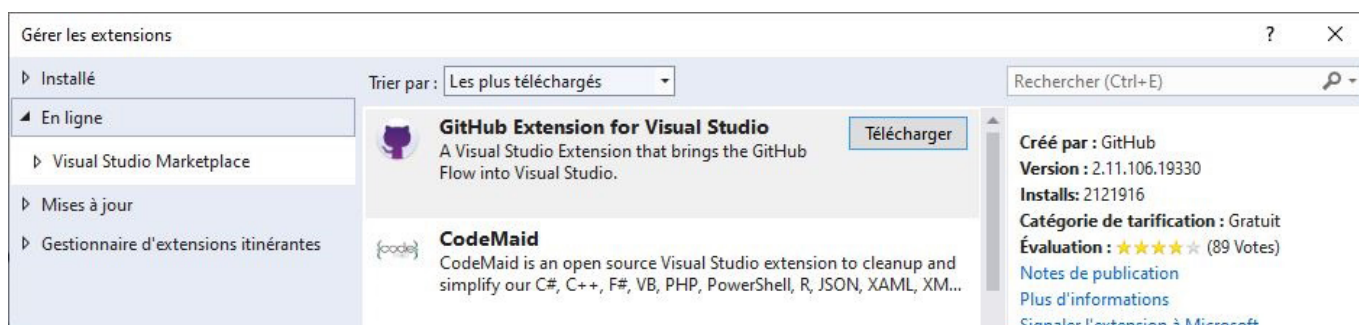 Gérer les extensions
?
Installé
En ligne
Visual Studio Marketplace
Mises à jour
Gestionnaire d'extensions itinérantes
Trier par : Les plus téléchargés
GitHub Extension for Visual Studio
Télécharger
A Visual Studio Extension that brings the GitHub
Flow into Visual Studio.
{code}
CodeMaid
CodeMaid is an open source Visual Studio extension to cleanup and
simplify our C#, C++, F#, VB, PHP, PowerShell, R, JSON, XAML, XM...
Rechercher (Ctrl+E)
Créé par : GitHub
Version : 2.11.106.19330
Installs: 2121916
Catégorie de tarification : Gratuit
Évaluation : (89 Votes)
Notes de publication
Plus d'informations
Signaler l'extension à Microsoft